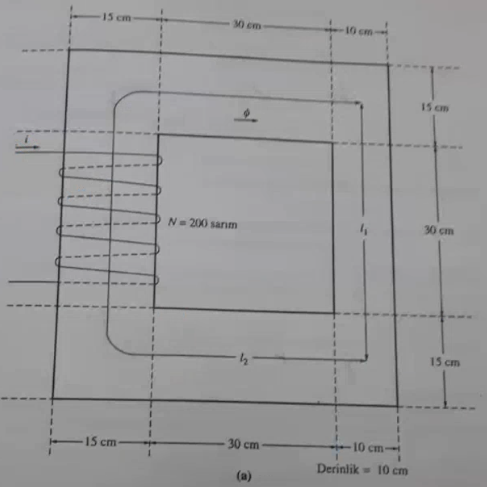 15 cm
30 cm
10 cm
15 cm
ϕ
i
N = 200 sarım
l₁
30 cm
l₂
15 cm
15 cm
30 cm
10 cm
(a)
Derinlik = 10 cm